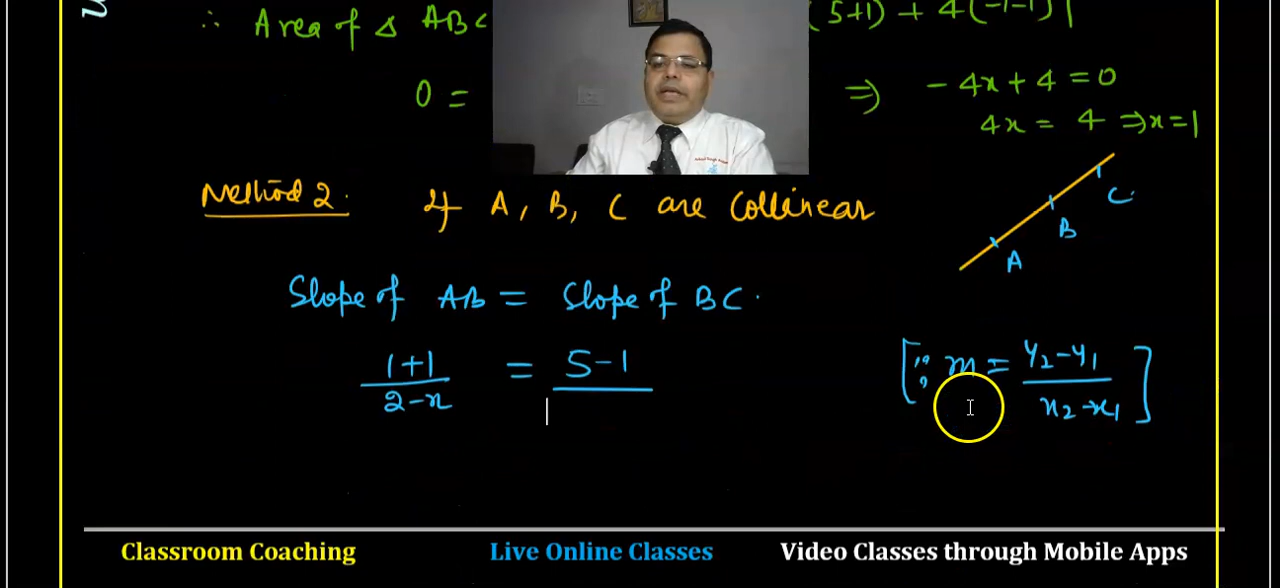 ∴ Area of Δ ABC (5+1) + 4(-1-1)|
0 = ⇒ -4x+4 = 0
4x = 4 ⇒ x = 1
Method 2. If A, B, C are collinear
C.
B
A
Slope of AB = Slope of BC.
(1+1)/(2-x) = (5-1)/
[∵ m = (y₂-y₁)/(x₂-x₁)]
Classroom Coaching Live Online Classes Video Classes through Mobile Apps